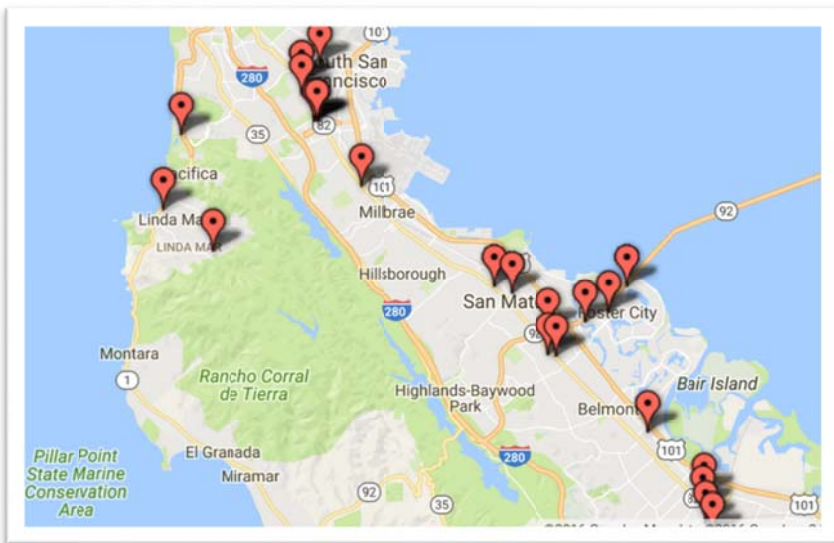 South San
Francisco
280
101
82
35
Pacifica
101
Millbrae
92
Linda Mar
LINDA MAR
Hillsborough
San Mateo
280
Foster City
92
Montara
1
Rancho Corral
de Tierra
Highlands-Baywood
Park
Bair Island
Belmont
101
Pillar Point
State Marine
Conservation
Area
El Granada
Miramar
280
92
35
82
101